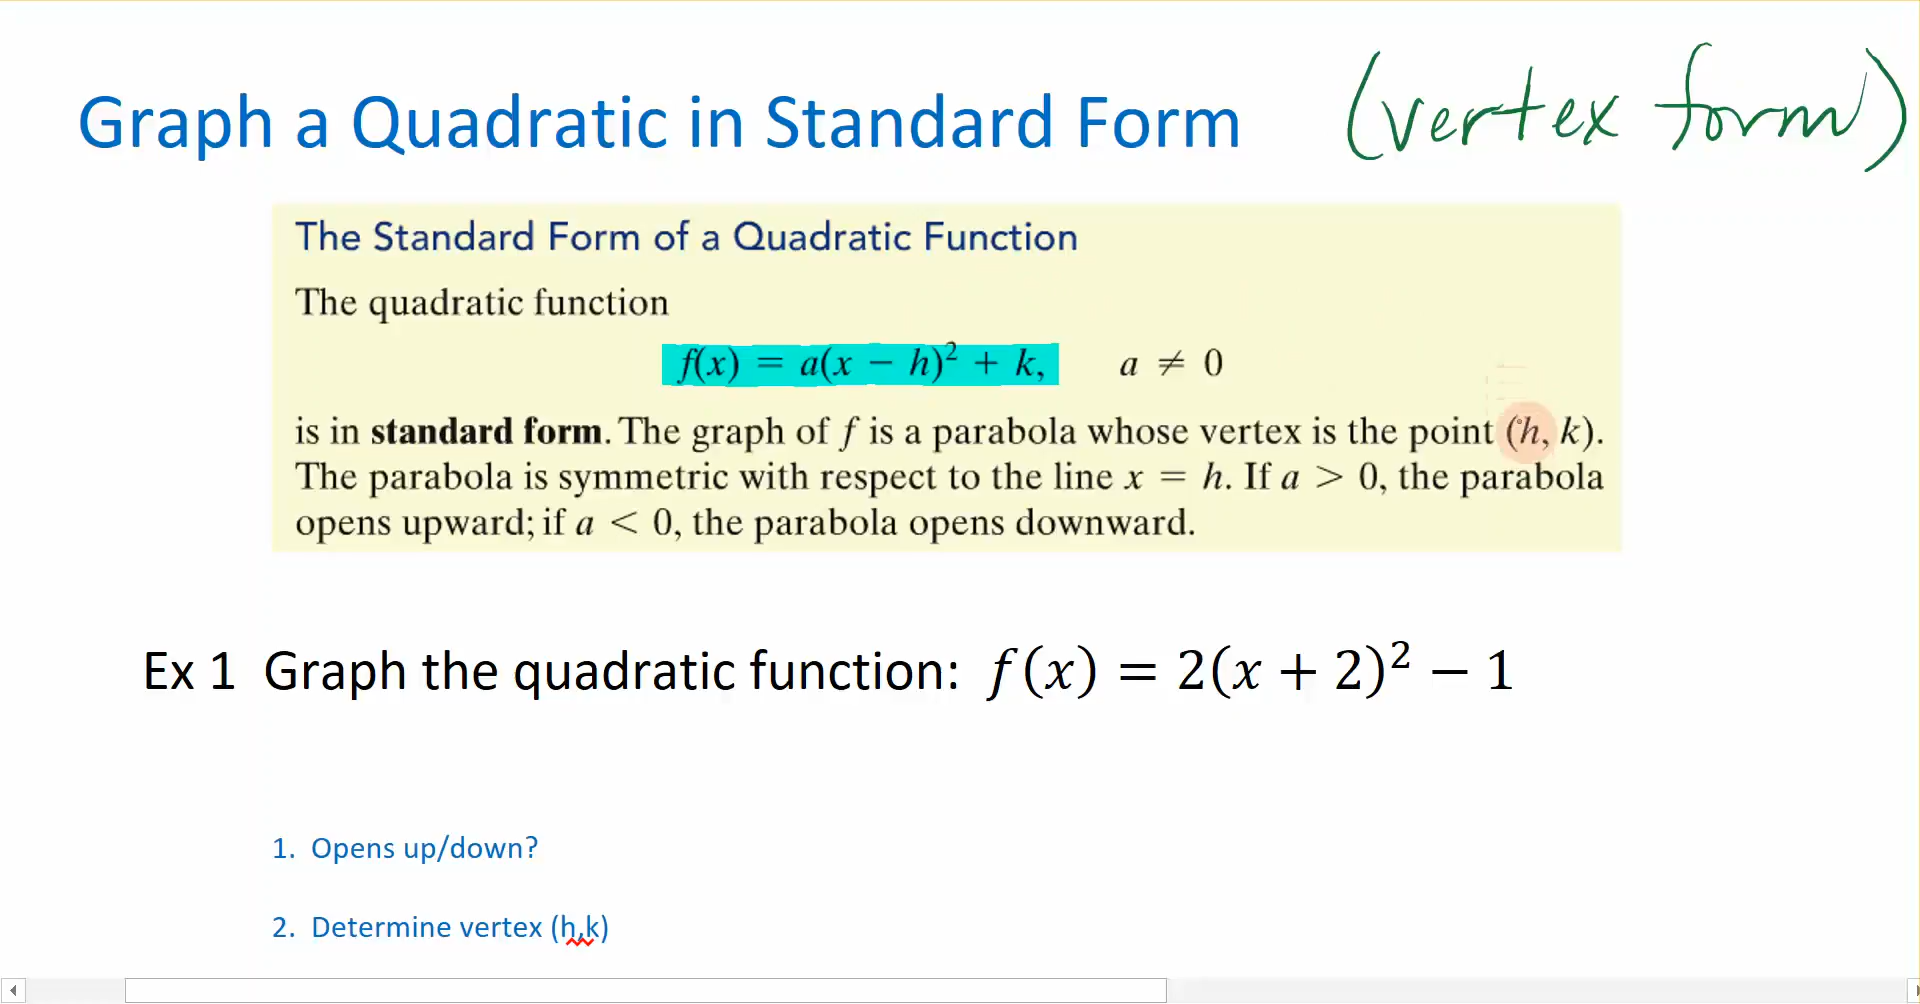 Graph a Quadratic in Standard Form (vertex form)
The Standard Form of a Quadratic Function
The quadratic function
f(x) = a(x − h)² + k, a ≠ 0
is in standard form. The graph of f is a parabola whose vertex is the point (h, k).
The parabola is symmetric with respect to the line x = h. If a > 0, the parabola
opens upward; if a < 0, the parabola opens downward.
Ex 1 Graph the quadratic function: f(x) = 2(x + 2)² − 1
1. Opens up/down?
2. Determine vertex (h,k)